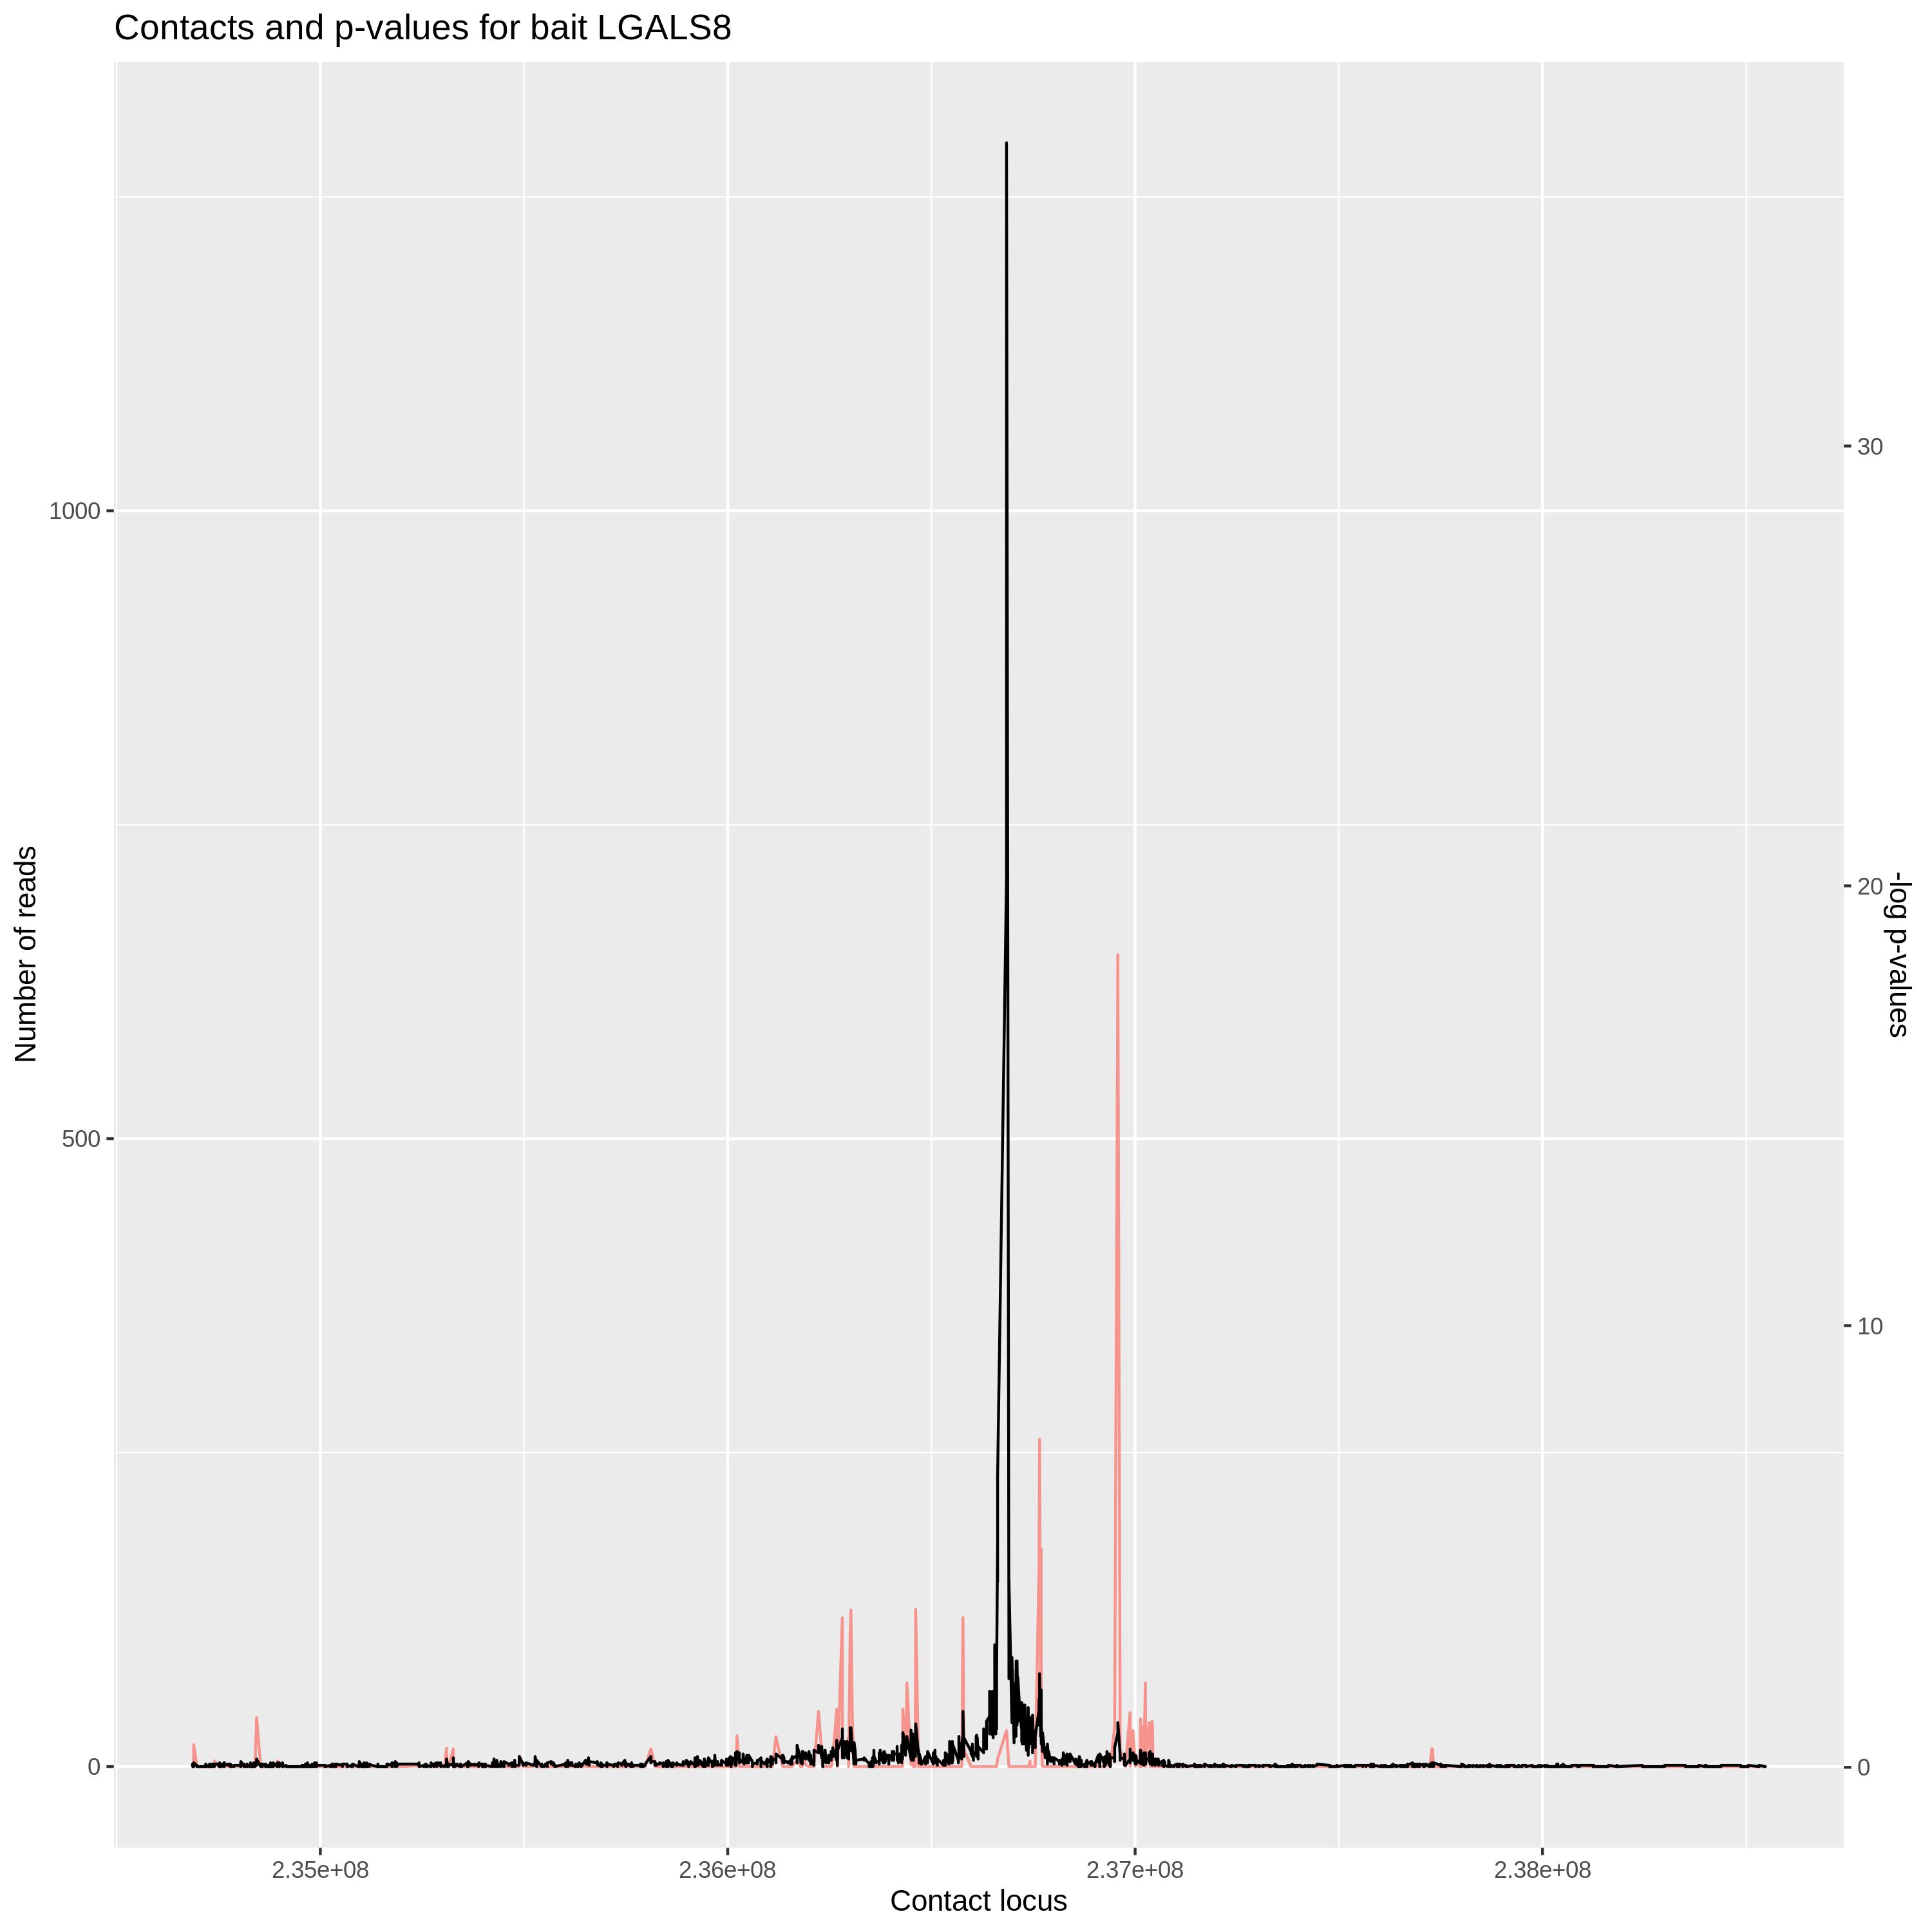 Contacts and p-values for bait LGALS8
Number of reads
1000
500
0
30
20
10
0
-log p-values
2.35e+08
2.36e+08
2.37e+08
2.38e+08
Contact locus